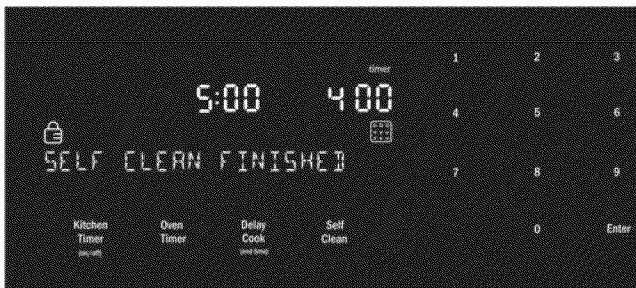 timer
1 2 3
5:00 4 00
4 5 6
SELF CLEAN FINISHED
7 8 9
Kitchen Timer (on/off)
Oven Timer
Delay Cook (end time)
Self Clean
0 Enter